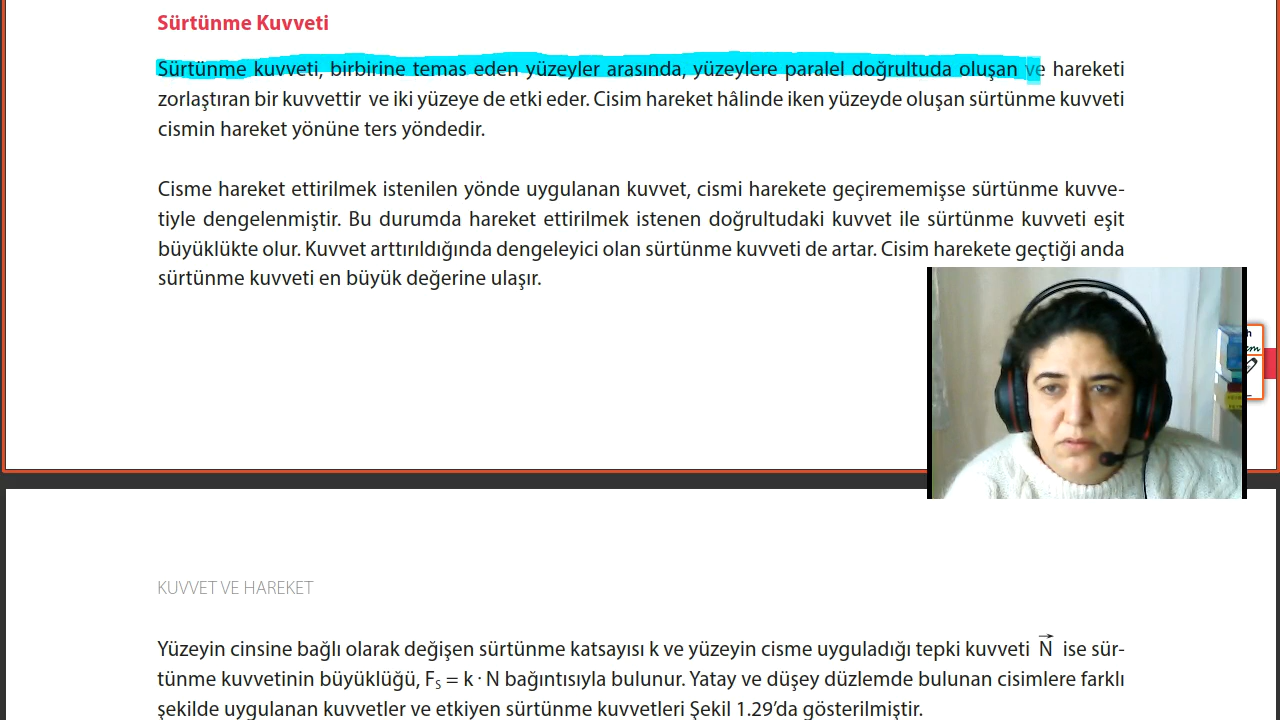 Sürtünme Kuvveti
Sürtünme kuvveti, birbirine temas eden yüzeyler arasında, yüzeylere paralel doğrultuda oluşan ve hareketi
zorlaştıran bir kuvvettir ve iki yüzeye de etki eder. Cisim hareket hâlinde iken yüzeyde oluşan sürtünme kuvveti
cismin hareket yönüne ters yöndedir.
Cisme hareket ettirilmek istenilen yönde uygulanan kuvvet, cismi harekete geçirememişse sürtünme kuvve-
tiyle dengelenmiştir. Bu durumda hareket ettirilmek istenen doğrultudaki kuvvet ile sürtünme kuvveti eşit
büyüklükte olur. Kuvvet arttırıldığında dengeleyici olan sürtünme kuvveti de artar. Cisim harekete geçtiği anda
sürtünme kuvveti en büyük değerine ulaşır.
KUVVET VE HAREKET
Yüzeyin cinsine bağlı olarak değişen sürtünme katsayısı k ve yüzeyin cisme uyguladığı tepki kuvveti N⃗ ise sür-
tünme kuvvetinin büyüklüğü, Fₛ = k · N bağıntısıyla bulunur. Yatay ve düşey düzlemde bulunan cisimlere farklı
şekilde uygulanan kuvvetler ve etkiyen sürtünme kuvvetleri Şekil 1.29’da gösterilmiştir.